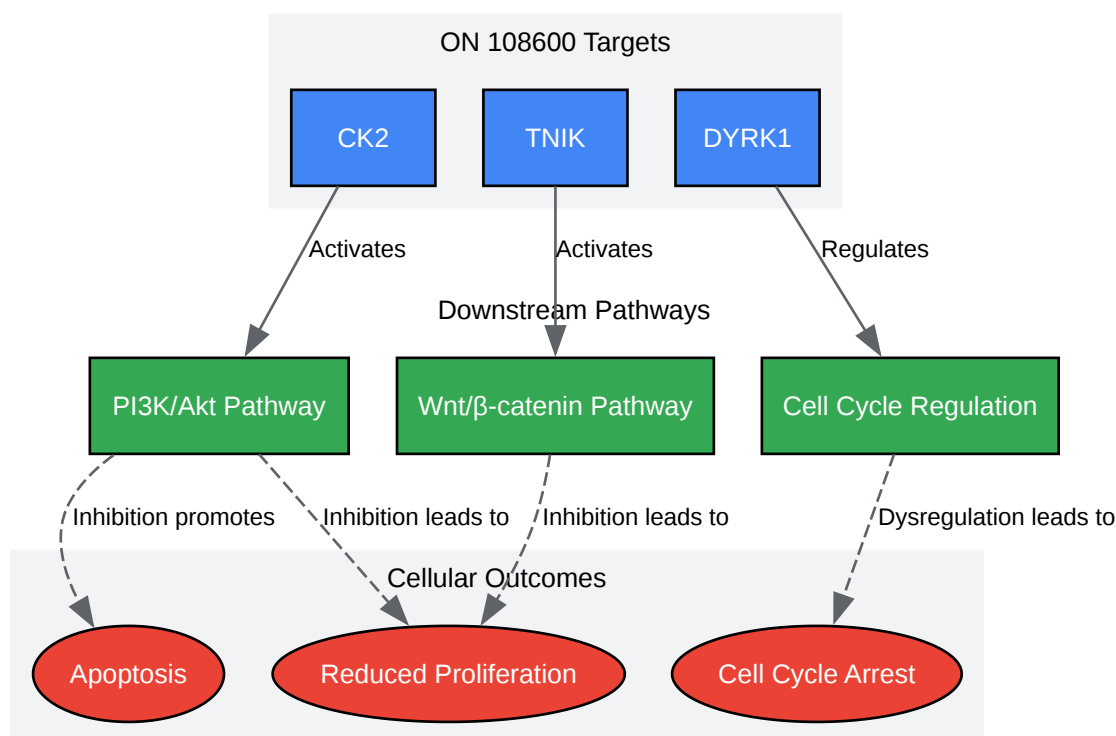 ON 108600 Targets
CK2
TNIK
DYRK1
Activates
Activates
Regulates
Downstream Pathways
PI3K/Akt Pathway
Wnt/β-catenin Pathway
Cell Cycle Regulation
Inhibition promotes
Inhibition leads to
Inhibition leads to
Dysregulation leads to
Cellular Outcomes
Apoptosis
Reduced Proliferation
Cell Cycle Arrest